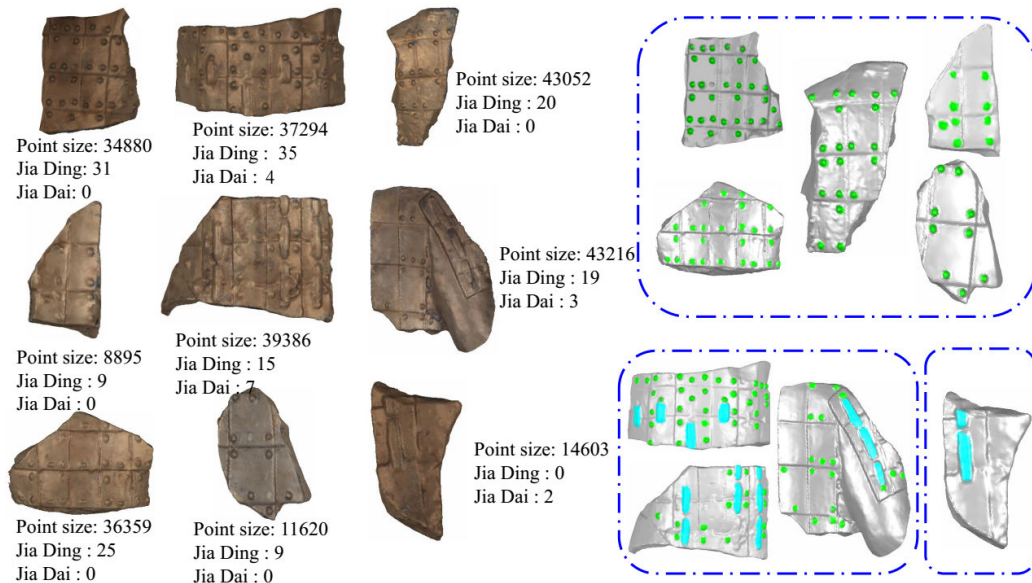 Point size: 34880
Jia Ding: 31
Jia Dai: 0
Point size: 37294
Jia Ding :  35
Jia Dai : 4
Point size: 43052
Jia Ding : 20
Jia Dai : 0
Point size: 8895
Jia Ding : 9
Jia Dai : 0
Point size: 39386
Jia Ding : 15
Jia Dai : 7
Point size: 43216
Jia Ding : 19
Jia Dai : 3
Point size: 36359
Jia Ding : 25
Jia Dai : 0
Point size: 11620
Jia Ding : 9
Jia Dai : 0
Point size: 14603
Jia Ding : 0
Jia Dai : 2